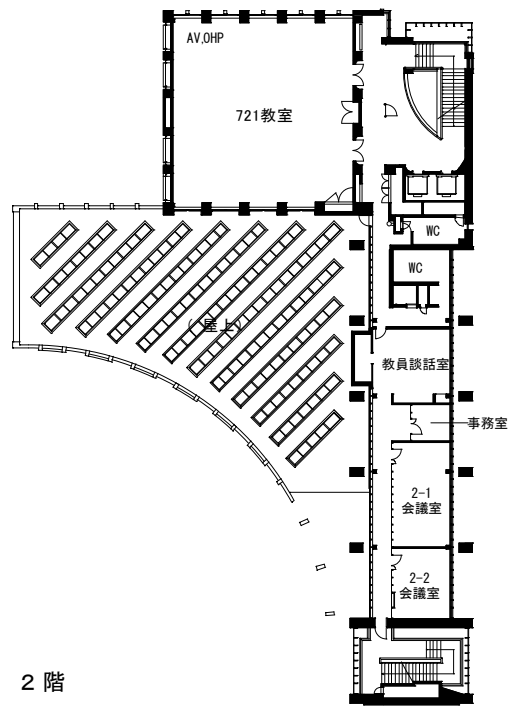 AV,OHP
721教室
WC
WC
(屋上)
教員談話室
事務室
2-1
会議室
2-2
会議室
2階